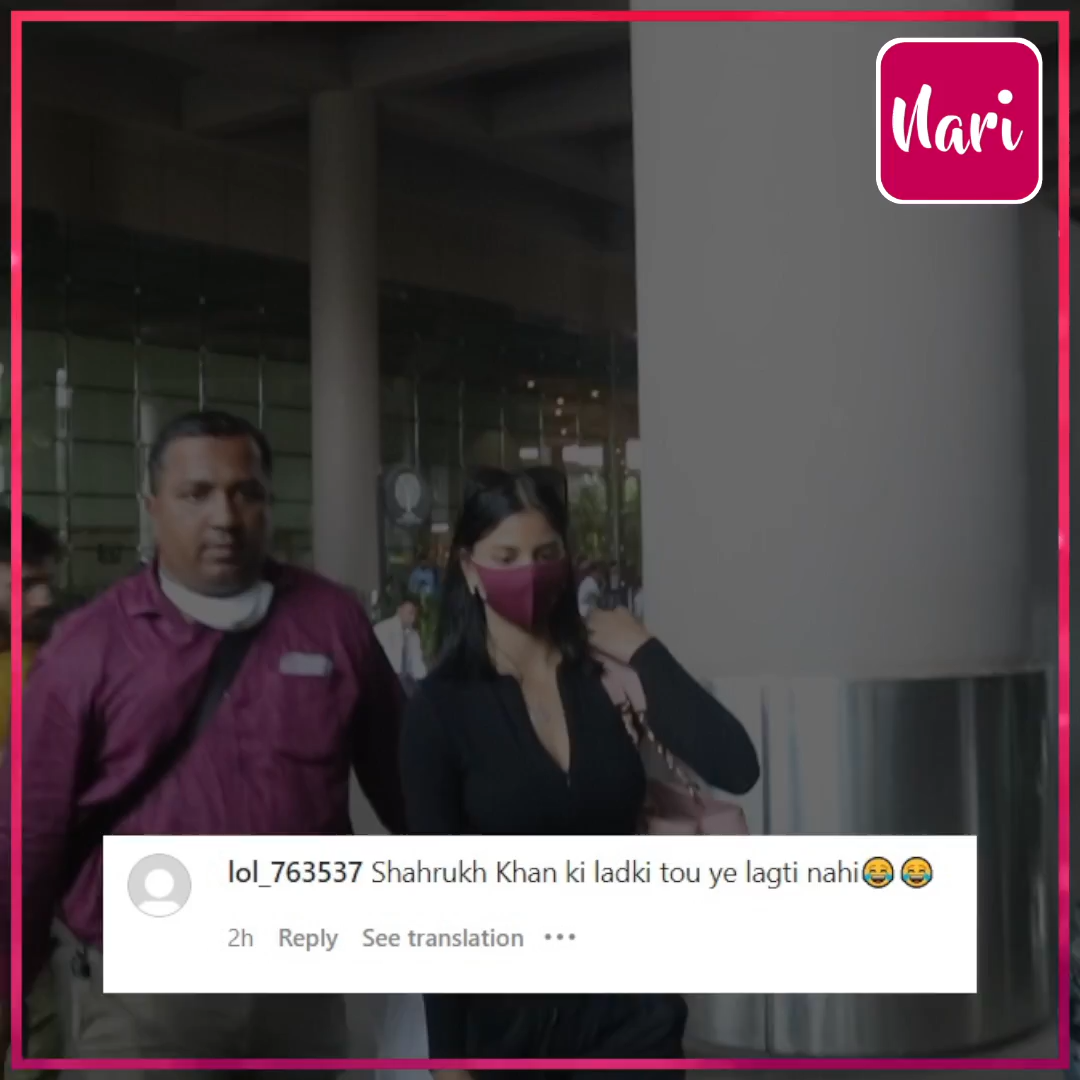 Nari
lol_763537 Shahrukh Khan ki ladki tou ye lagti nahi😂😂
2h Reply See translation •••